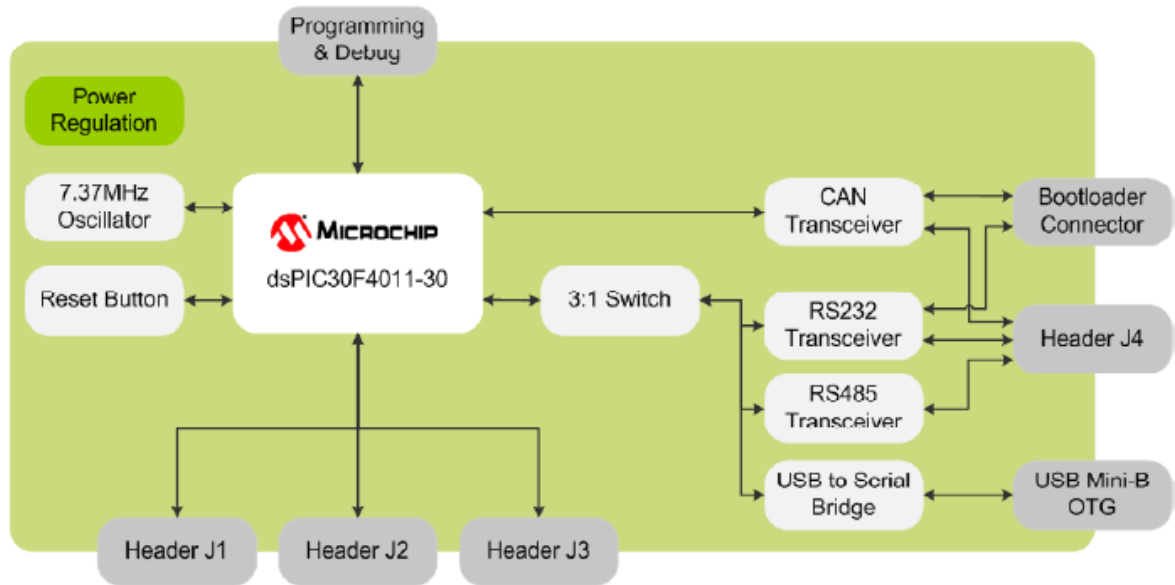 Programming
& Debug
Power
Regulation
7.37MHz
Oscillator
Reset Button
MICROCHIP
dsPIC30F4011-30
3:1 Switch
CAN
Transceiver
RS232
Transceiver
RS485
Transceiver
USB to Serial
Bridge
Bootloader
Connector
Header J4
USB Mini-B
OTG
Header J1
Header J2
Header J3